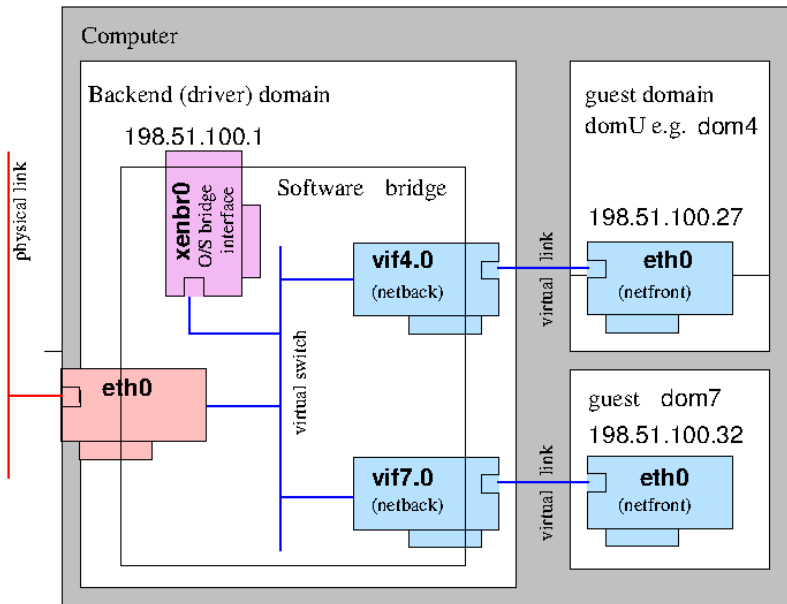 Computer
Backend (driver) domain
198.51.100.1
xenbr0
O/S bridge
interface
Software bridge
physical link
eth0
virtual switch
vif4.0
(netback)
vif7.0
(netback)
virtual link
virtual link
guest domain
domU e.g. dom4
198.51.100.27
eth0
(netfront)
guest dom7
198.51.100.32
eth0
(netfront)